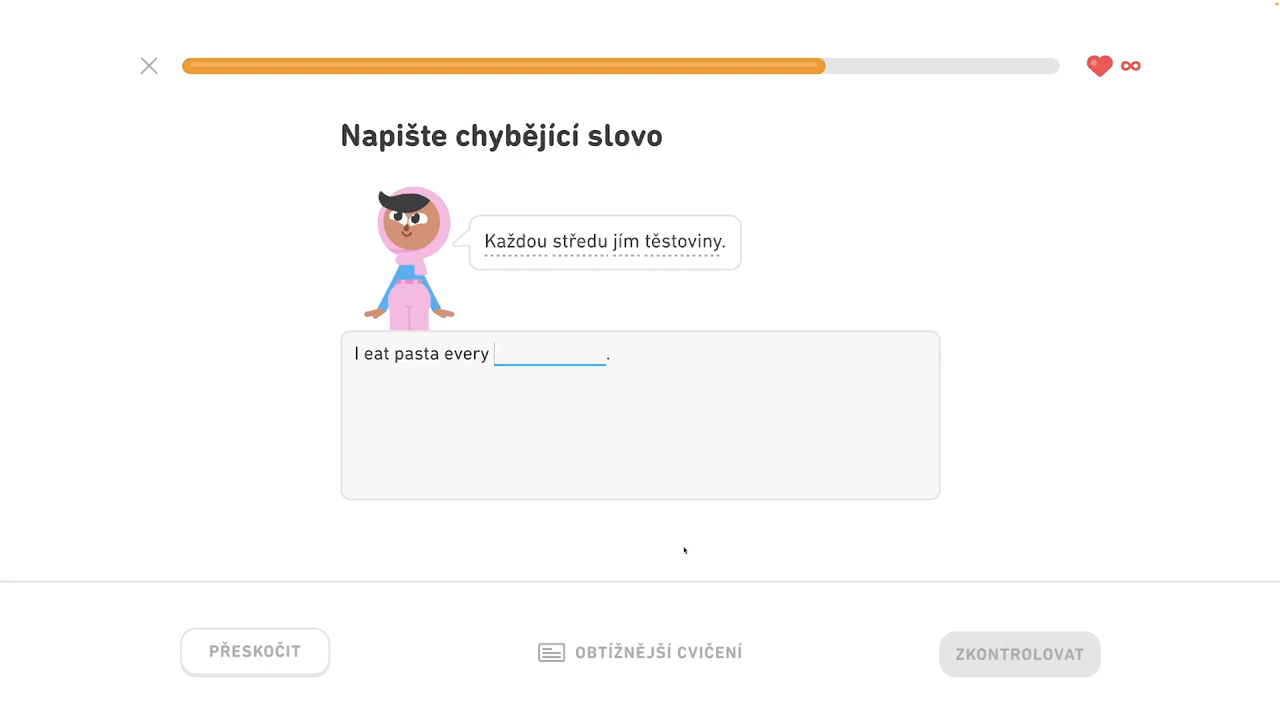 Napište chybějící slovo
Každou středu jím těstoviny.
I eat pasta every .
PŘESKOČIT
OBTÍŽNĚJŠÍ CVIČENÍ
ZKONTROLOVAT